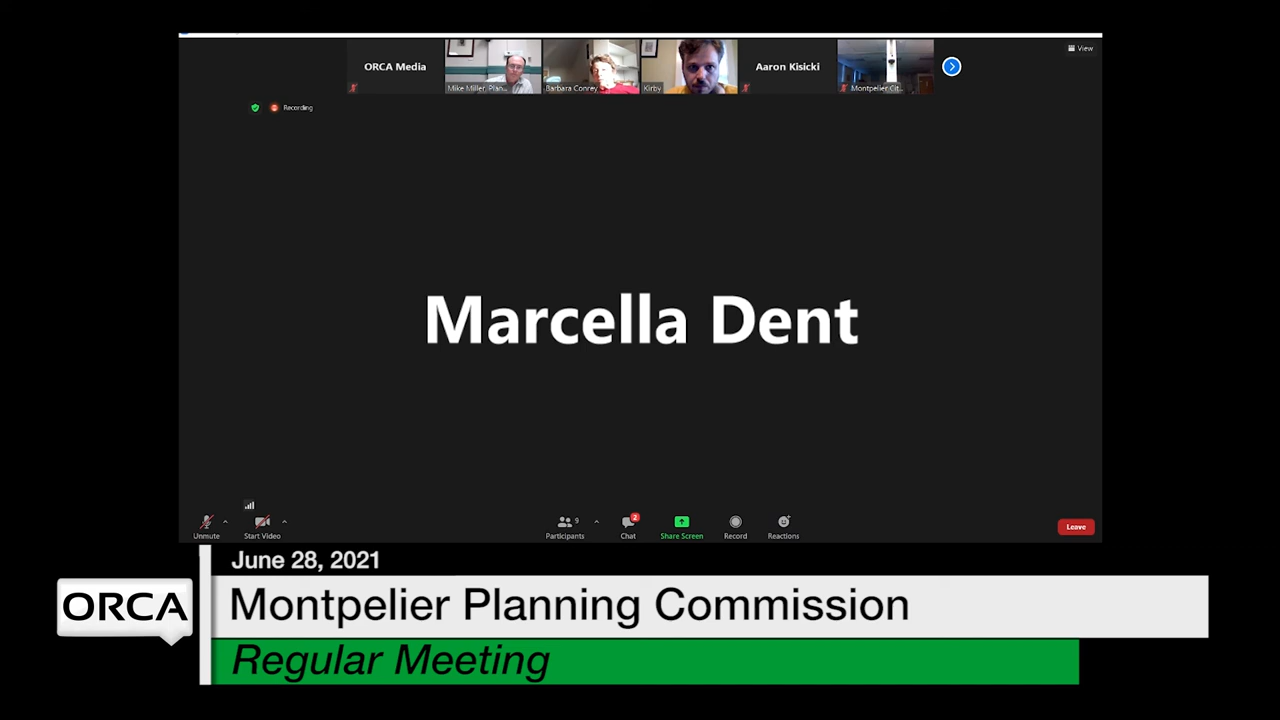 View
ORCA Media
Aaron Kisicki
Mike Miller, Plan...
Barbara Conrey
Kirby
Montpelier Cit...
Recording
Marcella Dent
9
2
Unmute
Start Video
Participants
Chat
Share Screen
Record
Reactions
Leave
June 28, 2021
ORCA
Montpelier Planning Commission
Regular Meeting